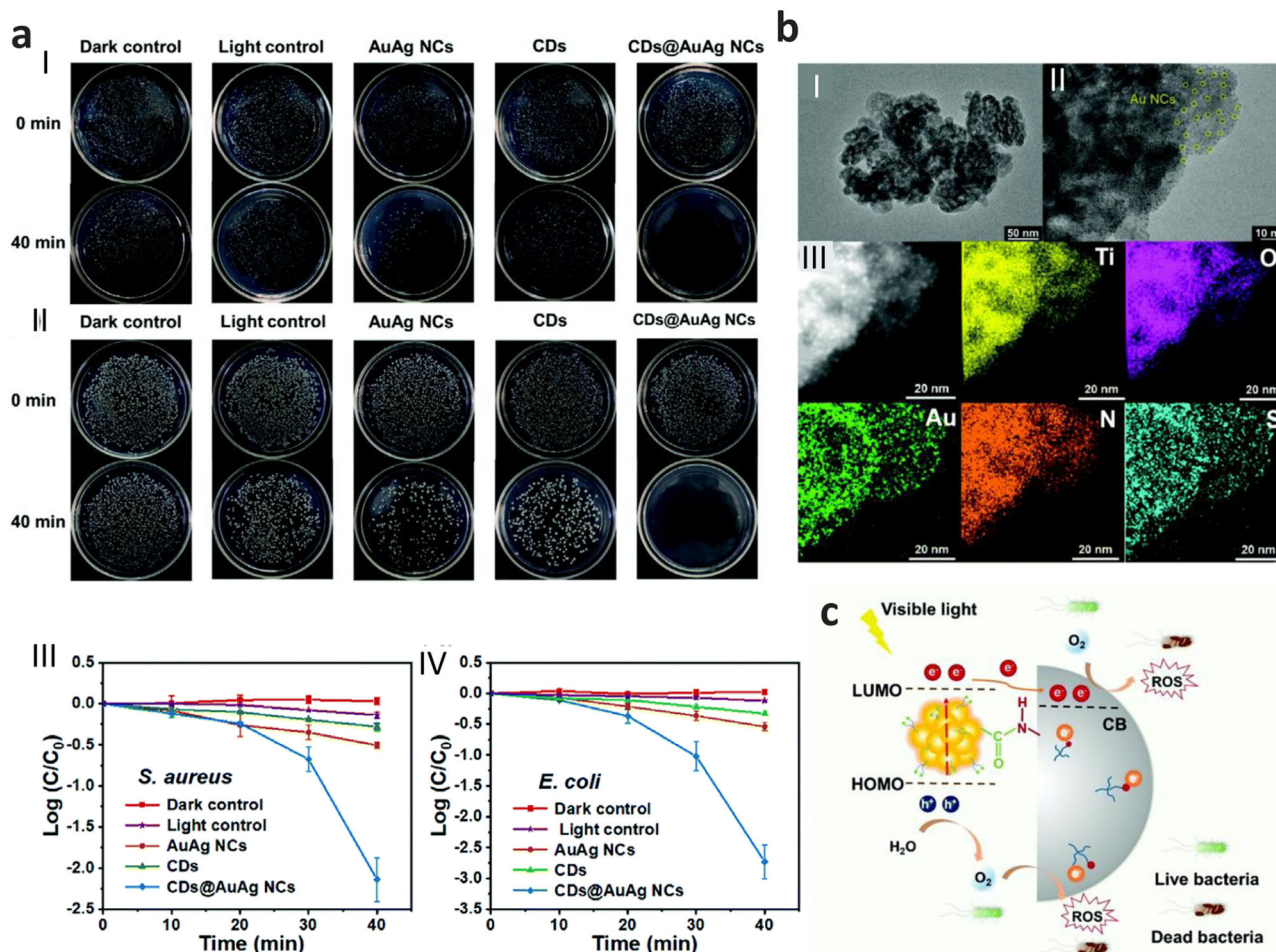 a
I
Dark control Light control AuAg NCs CDs CDs@AuAg NCs
0 min
40 min
II
Dark control Light control AuAg NCs CDs CDs@AuAg NCs
0 min
40 min
III
Log (C/C0)
0.5
0.0
-0.5
-1.0
-1.5
-2.0
-2.5
S. aureus
Dark control
Light control
AuAg NCs
CDs
CDs@AuAg NCs
0 10 20 30 40
Time (min)
IV
Log (C/C0)
0.5
0.0
-0.5
-1.0
-1.5
-2.0
-2.5
-3.0
-3.5
E. coli
Dark control
Light control
AuAg NCs
CDs
CDs@AuAg NCs
0 10 20 30 40
Time (min)
b
I
50 nm
II
Au NCs
10 nm
III
20 nm
Ti
20 nm
O
20 nm
Au
20 nm
N
20 nm
S
20 nm
c
Visible light
O2
ROS
e- e- e-
LUMO
e- e-
CB
H
N
C
O
HOMO
h+ h+
H2O
O2
ROS
Live bacteria
Dead bacteria